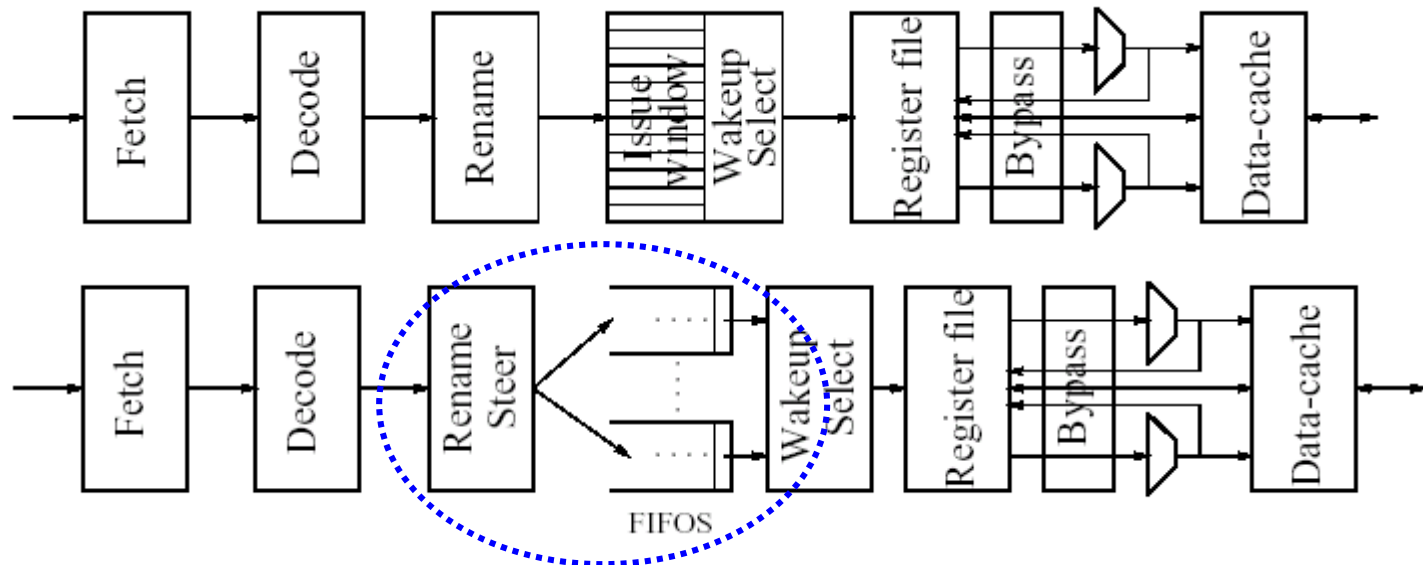 Fetch
Decode
Rename
Issue
window
Wakeup
Select
Register file
Bypass
Data-cache
Fetch
Decode
Rename
Steer
FIFOS
Wakeup
Select
Register file
Bypass
Data-cache